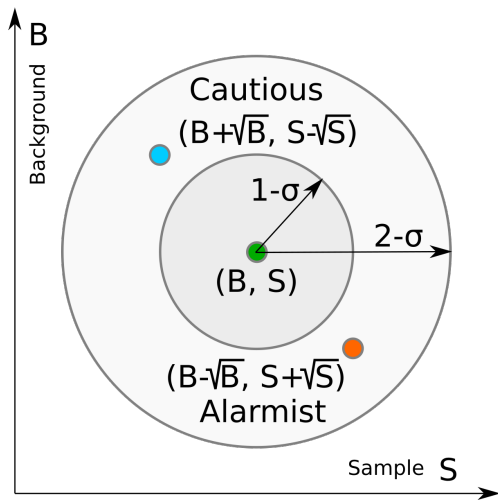 B
Background
Cautious
(B+√B, S-√S)
1-σ
2-σ
(B, S)
(B-√B, S+√S)
Alarmist
Sample S